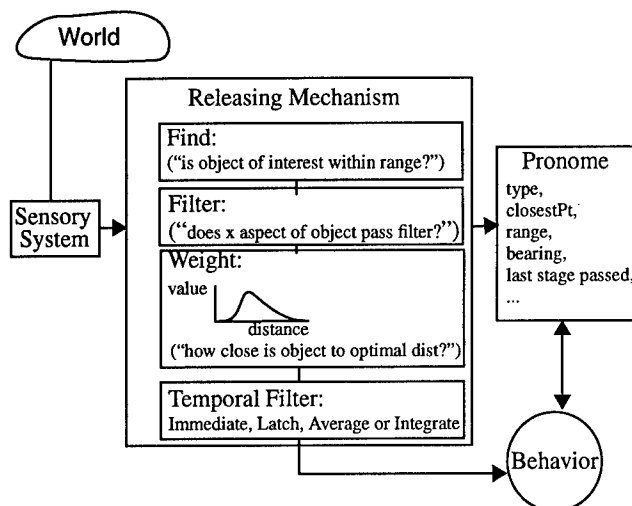 World
Releasing Mechanism
Find:
("is object of interest within range?")
Filter:
("does x aspect of object pass filter?")
Weight:
value
distance
("how close is object to optimal dist?")
Temporal Filter:
Immediate, Latch, Average or Integrate
Sensory
System
Pronome
type,
closestPt,
range,
bearing,
last stage passed,
...
Behavior